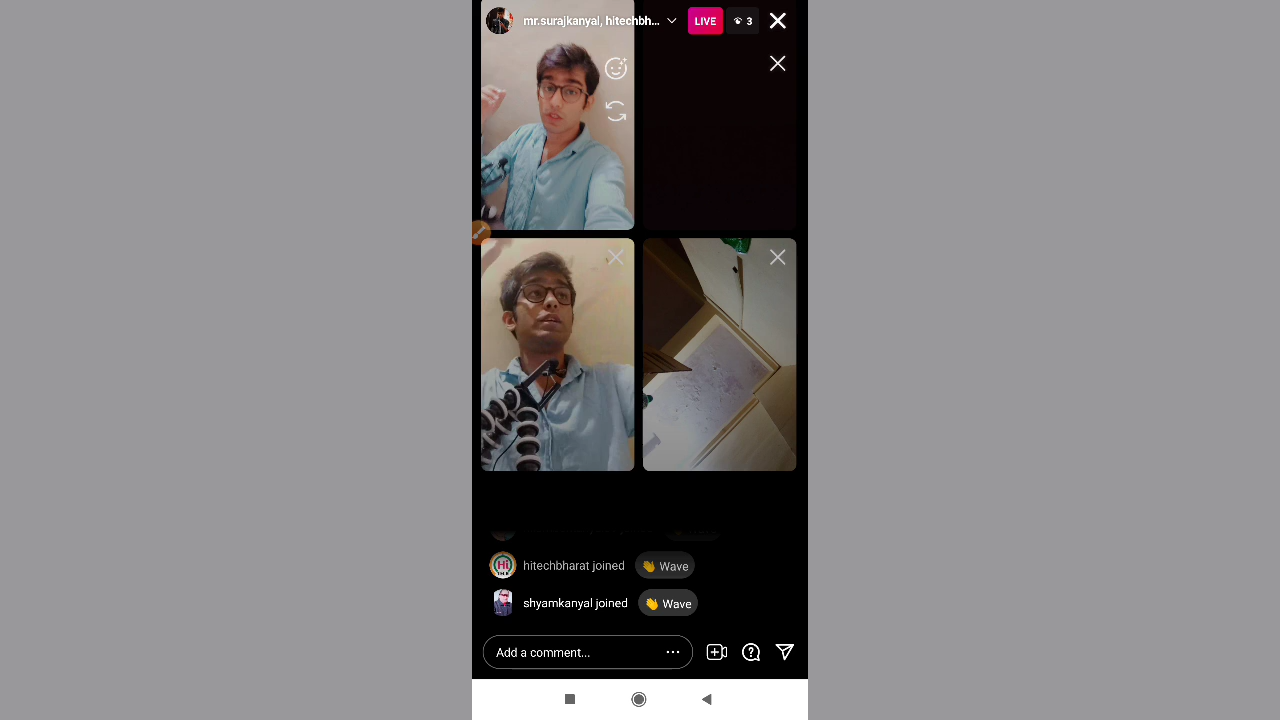 mr.surajkanyal, hitechbh... LIVE 3
hitechbharat joined 👋 Wave
shyamkanyal joined 👋 Wave
Add a comment...